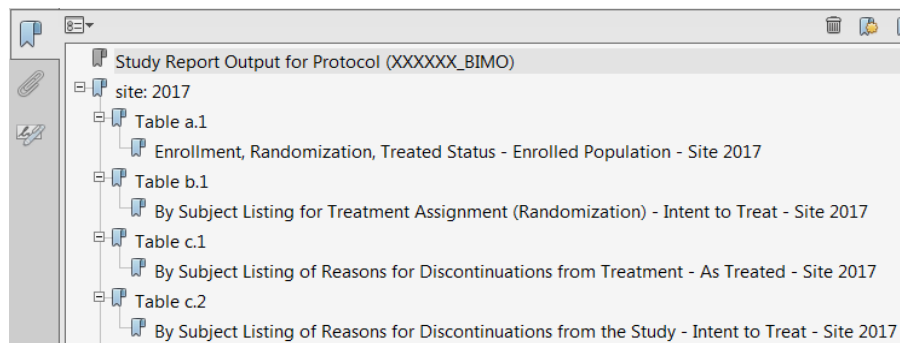 Study Report Output for Protocol (XXXXXX_BIMO)
site: 2017
Table a.1
Enrollment, Randomization, Treated Status - Enrolled Population - Site 2017
Table b.1
By Subject Listing for Treatment Assignment (Randomization) - Intent to Treat - Site 2017
Table c.1
By Subject Listing of Reasons for Discontinuations from Treatment - As Treated - Site 2017
Table c.2
By Subject Listing of Reasons for Discontinuations from the Study - Intent to Treat - Site 2017